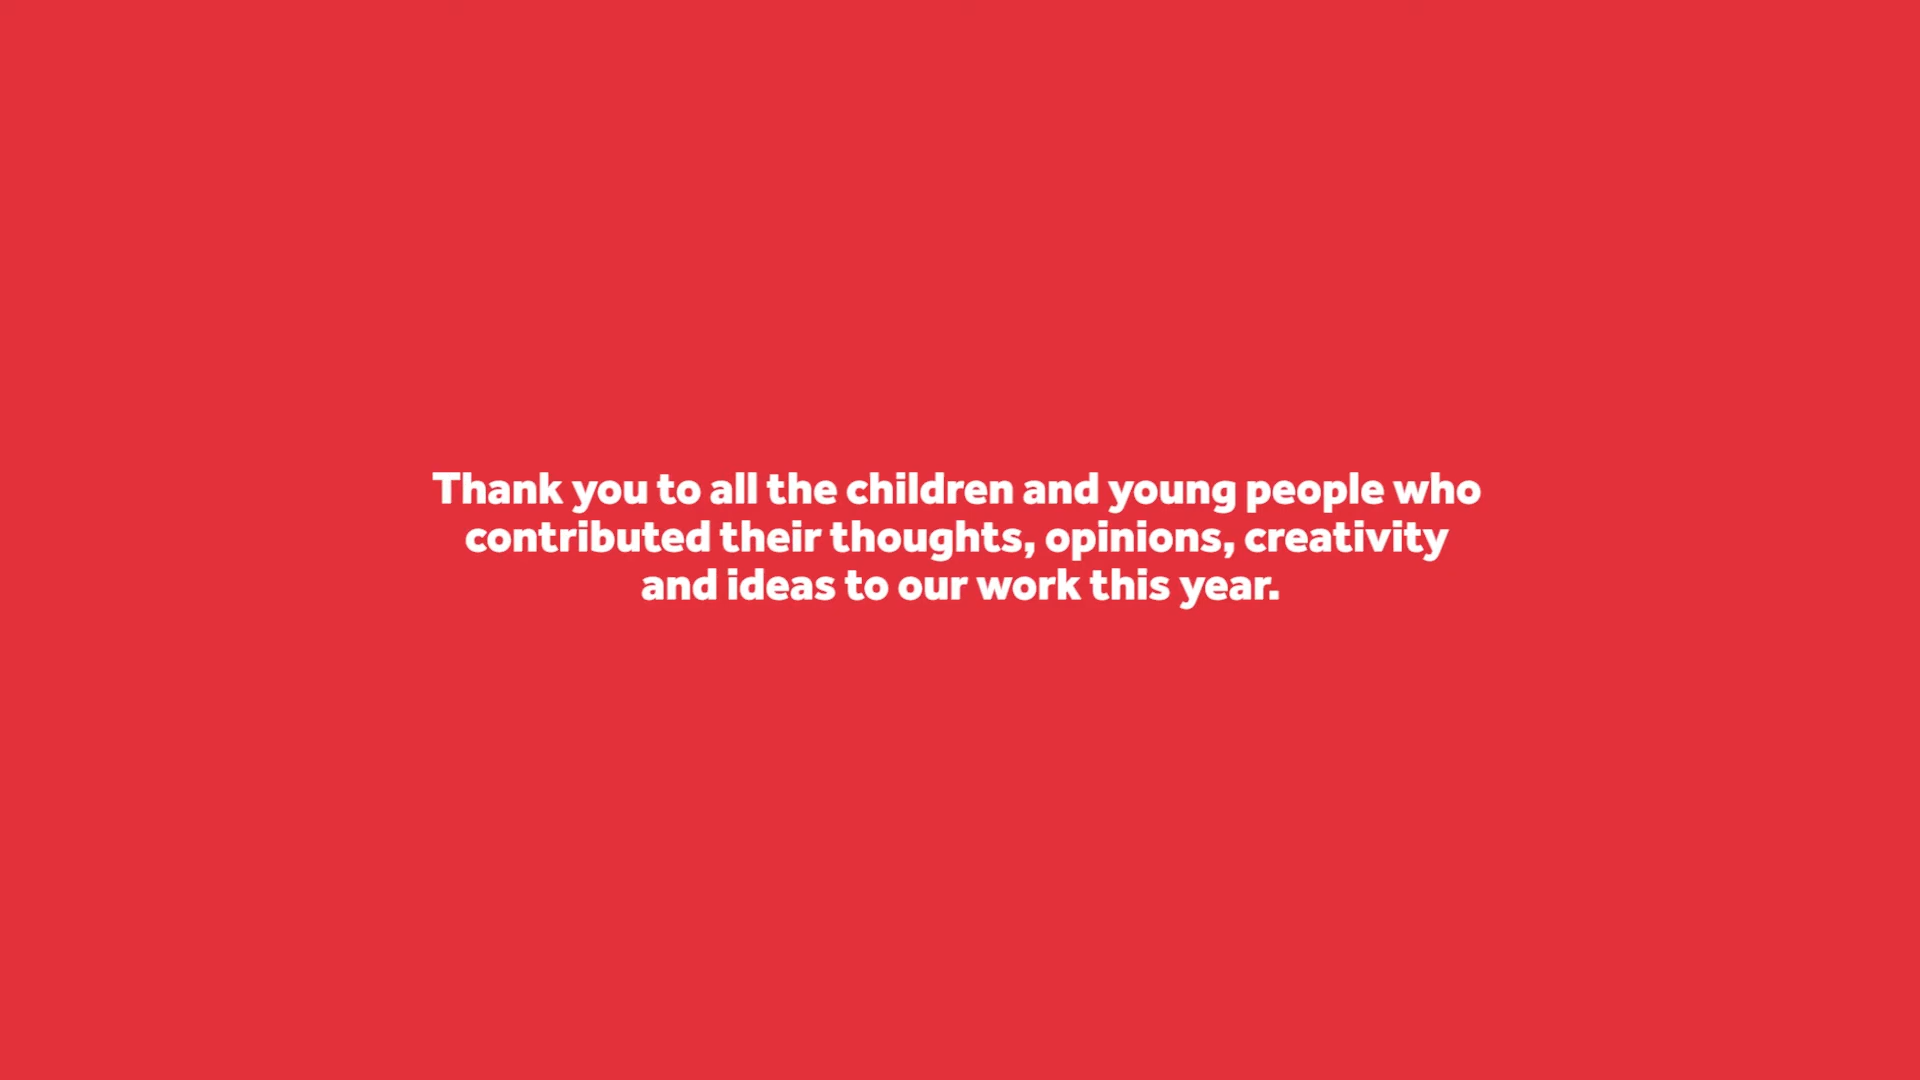 Thank you to all the children and young people who
contributed their thoughts, opinions, creativity
and ideas to our work this year.